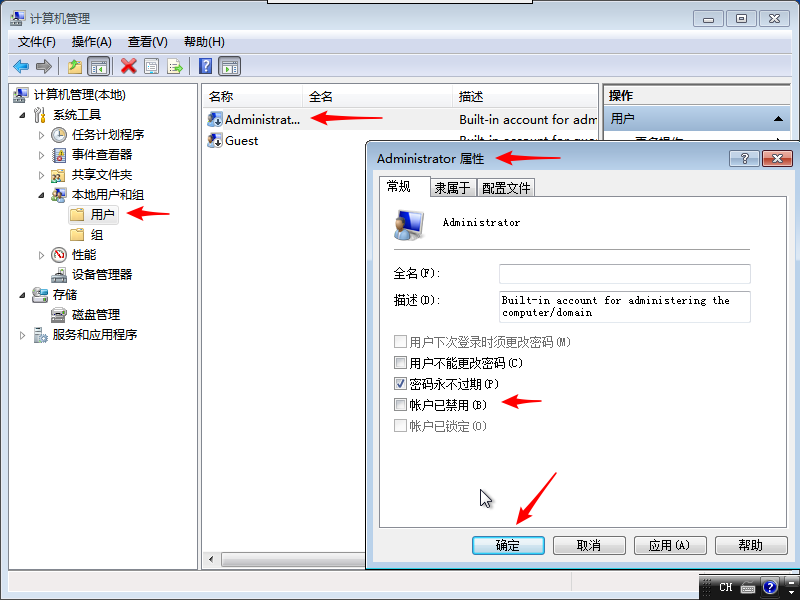 计算机管理
文件(F) 操作(A) 查看(V) 帮助(H)
计算机管理(本地)
系统工具
任务计划程序
事件查看器
共享文件夹
本地用户和组
用户
组
性能
设备管理器
存储
磁盘管理
服务和应用程序
名称 全名 描述
Administrat... Built-in account for adm
Guest Built-in account for gue
操作
用户
更多操作
Administrator 属性
常规 隶属于 配置文件
Administrator
全名(F):
描述(D):
Built-in account for administering the
computer/domain
用户下次登录时须更改密码(M)
用户不能更改密码(C)
密码永不过期(P)
帐户已禁用(B)
帐户已锁定(O)
确定 取消 应用(A) 帮助
CH